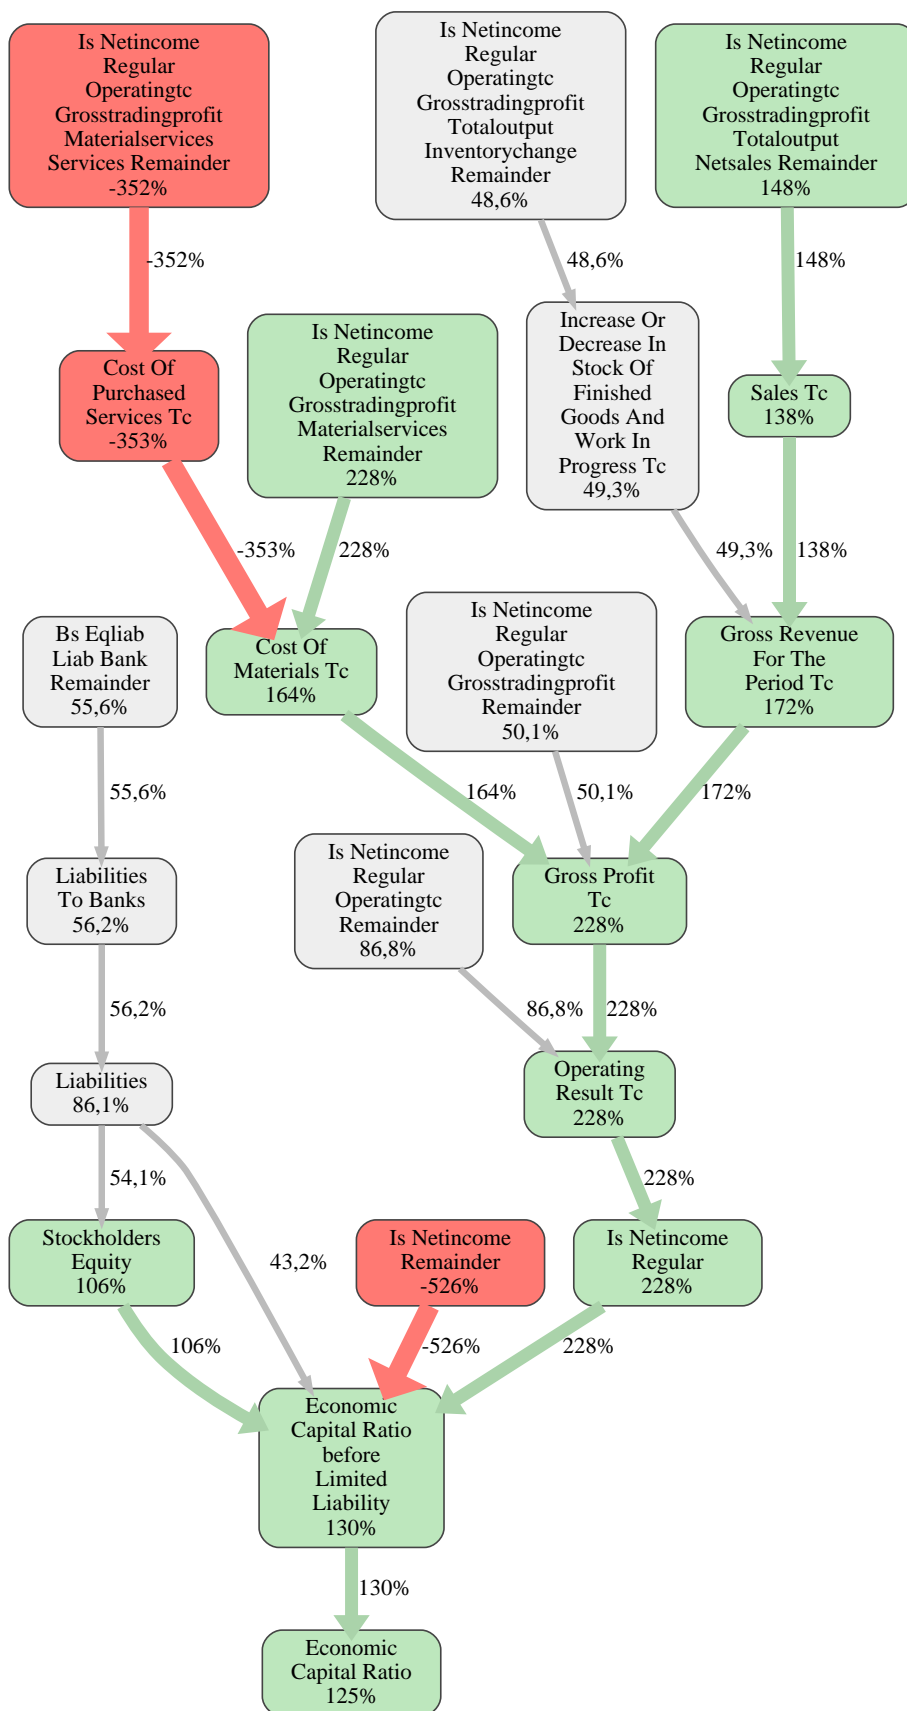 Is Netincome
Regular
Operatingtc
Grosstradingprofit
Materialservices
Services Remainder
-352%
Is Netincome
Regular
Operatingtc
Grosstradingprofit
Totaloutput
Inventorychange
Remainder
48,6%
Is Netincome
Regular
Operatingtc
Grosstradingprofit
Totaloutput
Netsales Remainder
148%
-352%
48,6%
148%
Cost Of
Purchased
Services Tc
-353%
Is Netincome
Regular
Operatingtc
Grosstradingprofit
Materialservices
Remainder
228%
Increase Or
Decrease In
Stock Of
Finished
Goods And
Work In
Progress Tc
49,3%
Sales Tc
138%
-353%
228%
49,3%
138%
Bs Eqliab
Liab Bank
Remainder
55,6%
Cost Of
Materials Tc
164%
Is Netincome
Regular
Operatingtc
Grosstradingprofit
Remainder
50,1%
Gross Revenue
For The
Period Tc
172%
55,6%
164%
50,1%
172%
Liabilities
To Banks
56,2%
Is Netincome
Regular
Operatingtc
Remainder
86,8%
Gross Profit
Tc
228%
56,2%
86,8%
228%
Liabilities
86,1%
Operating
Result Tc
228%
54,1%
43,2%
228%
Stockholders
Equity
106%
Is Netincome
Remainder
-526%
Is Netincome
Regular
228%
106%
-526%
228%
Economic
Capital Ratio
before
Limited
Liability
130%
130%
Economic
Capital Ratio
125%